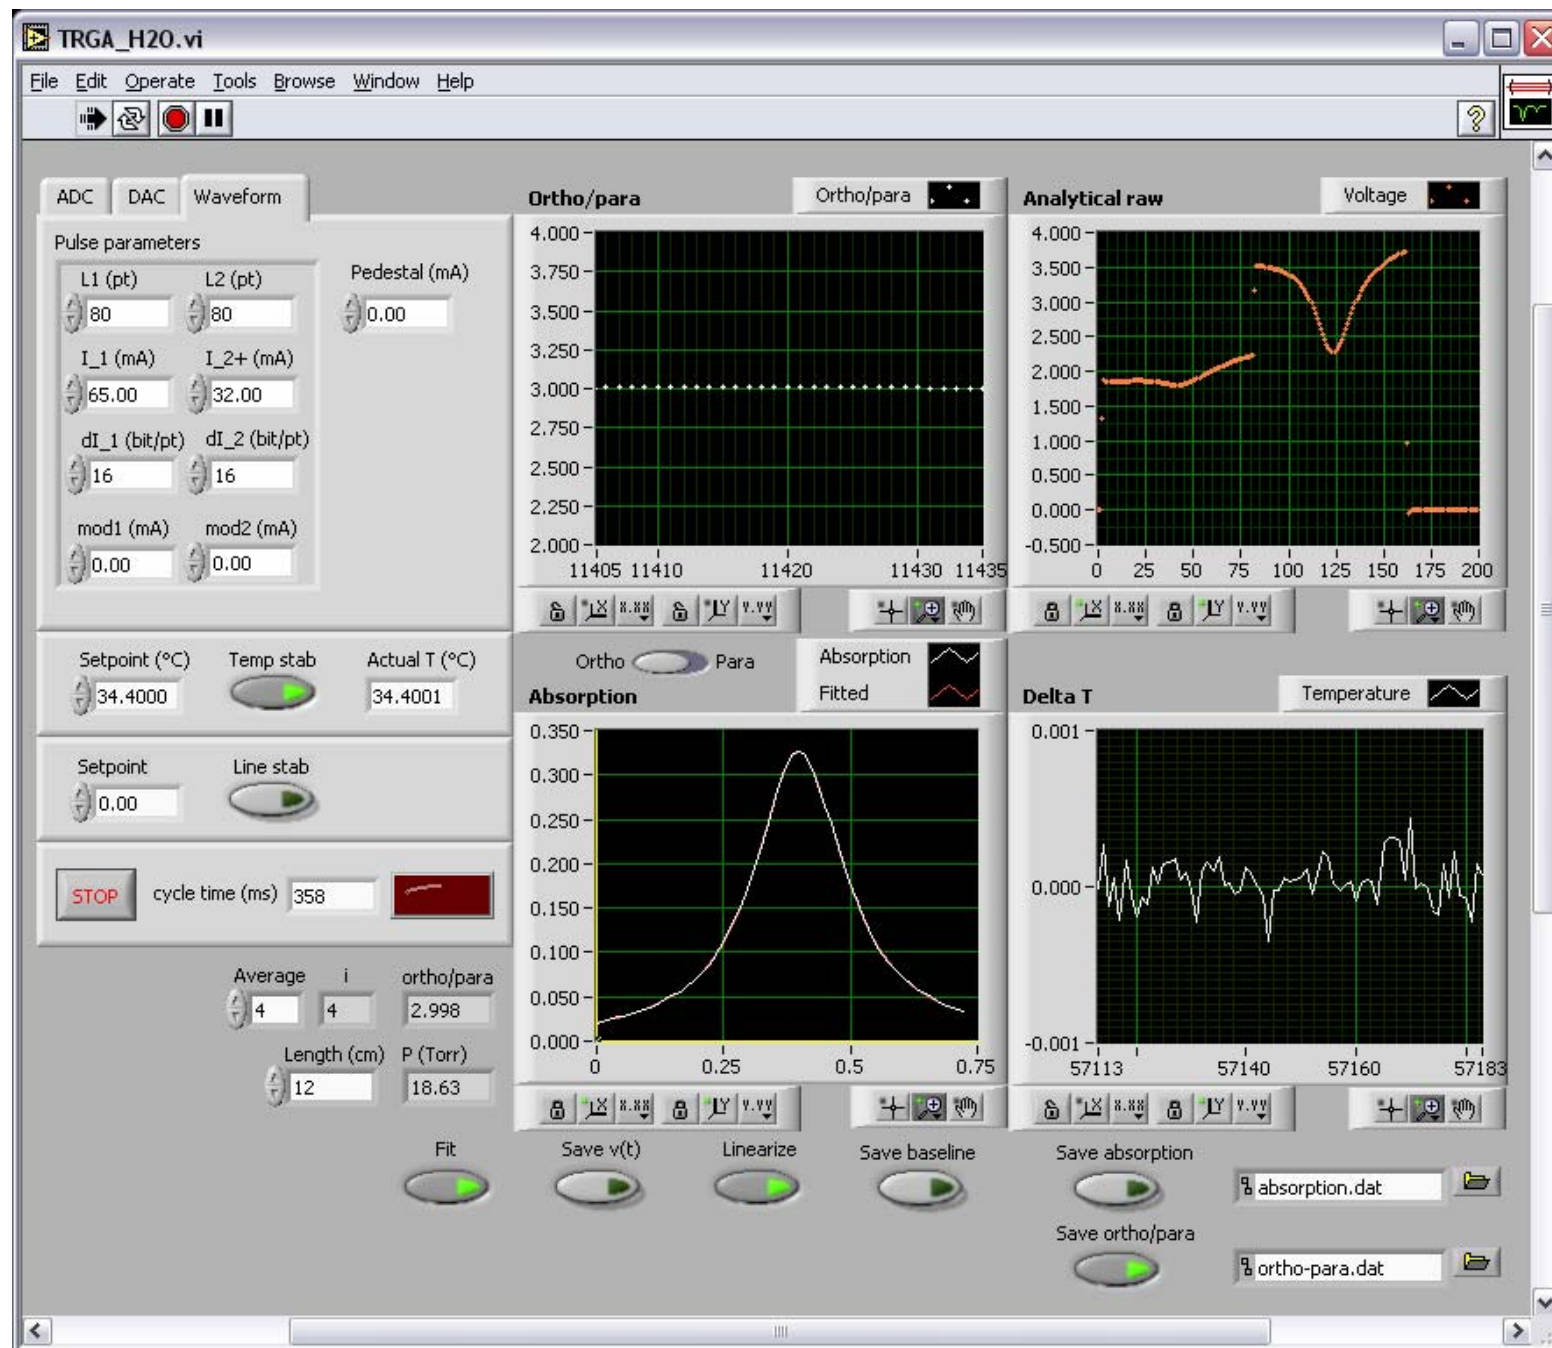 TRGA_H2O.vi
File Edit Operate Tools Browse Window Help
ADC DAC Waveform
Pulse parameters
L1 (pt) L2 (pt) Pedestal (mA)
80 80 0.00
I_1 (mA) I_2+ (mA)
65.00 32.00
dI_1 (bit/pt) dI_2 (bit/pt)
16 16
mod1 (mA) mod2 (mA)
0.00 0.00
Setpoint (°C) Temp stab Actual T (°C)
34.4000 34.4001
Setpoint Line stab
0.00
STOP cycle time (ms) 358
Average i ortho/para
4 4 2.998
Length (cm) P (Torr)
12 18.63
Ortho/para Ortho/para
4.000
3.750
3.500
3.250
3.000
2.750
2.500
2.250
2.000
11405 11410 11420 11430 11435
X X.XX Y Y.YY
Analytical raw Voltage
4.000
3.500
3.000
2.500
2.000
1.500
1.000
0.500
0.000
-0.500
0 25 50 75 100 125 150 175 200
X X.XX Y Y.YY
Ortho Para
Absorption
Fitted
Absorption
0.350
0.300
0.250
0.200
0.150
0.100
0.050
0.000
0 0.25 0.5 0.75
X X.XX Y Y.YY
Delta T Temperature
0.001
0.000
-0.001
57113 57140 57160 57183
X X.XX Y Y.YY
Fit Save v(t) Linearize Save baseline Save absorption
absorption.dat
Save ortho/para
ortho-para.dat